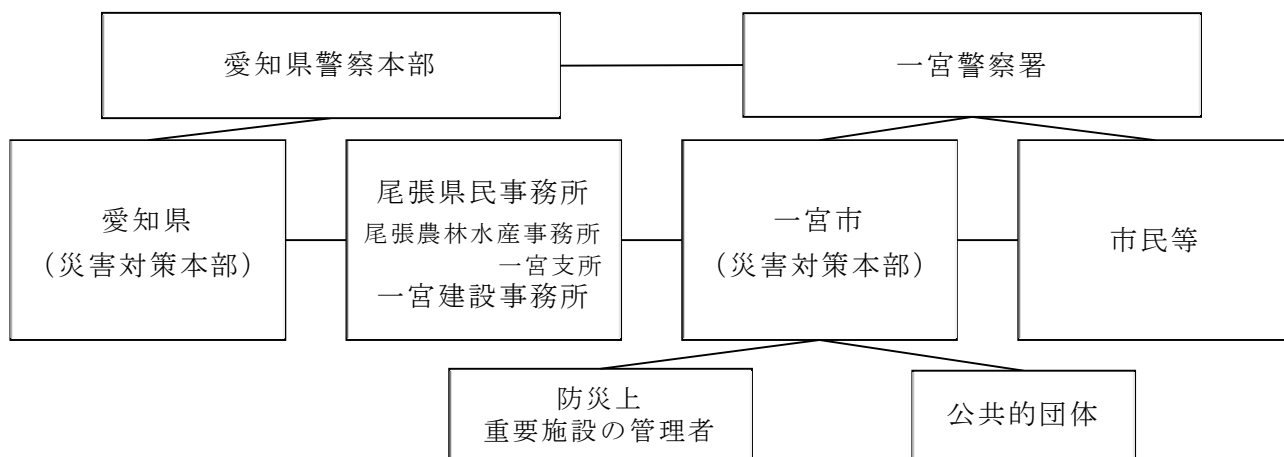 愛知県警察本部
一宮警察署
愛知県
（災害対策本部）
尾張県民事務所
尾張農林水産事務所
一宮支所
一宮建設事務所
一宮市
（災害対策本部）
市民等
防災上
重要施設の管理者
公共的団体